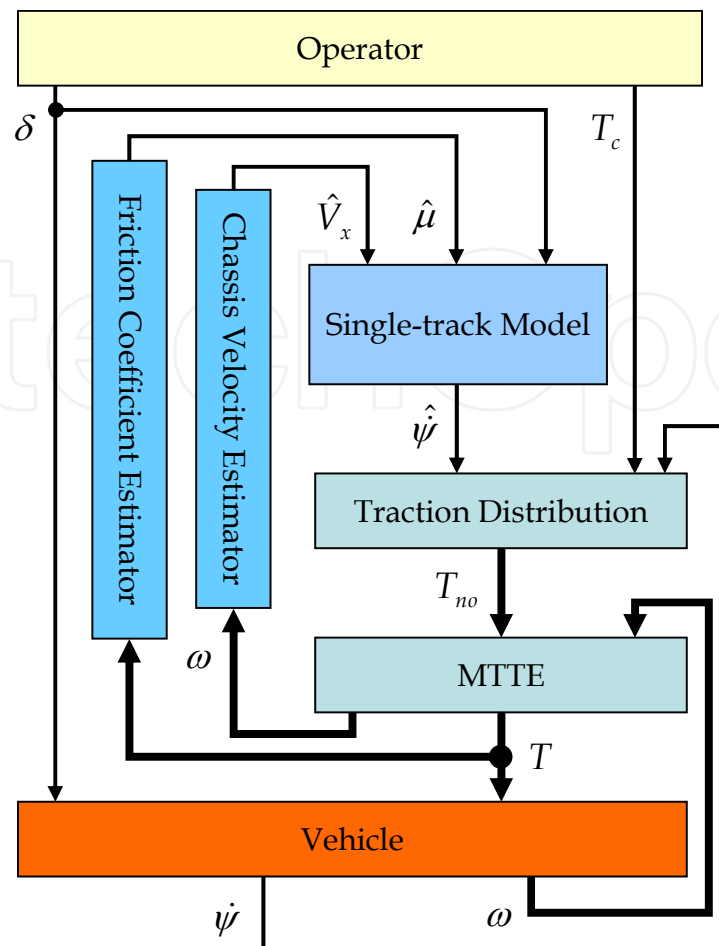 Operator
δ
T_c
V̂_x
μ̂
Friction Coefficient Estimator
Chassis Velocity Estimator
Single-track Model
ψ̇̂
Traction Distribution
T_no
ω
MTTE
T
Vehicle
ψ̇
ω